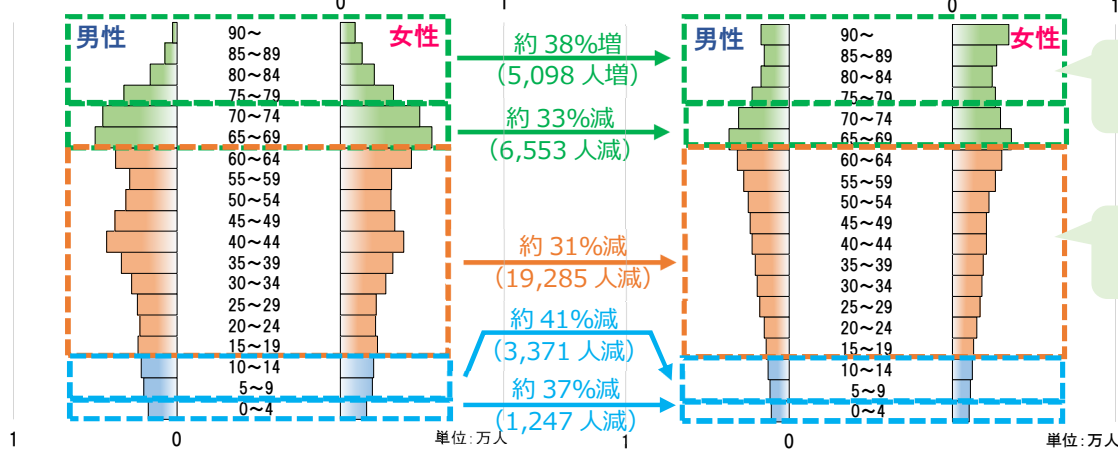 0
1
0
1
男性
女性
90～
85～89
80～84
75～79
70～74
65～69
60～64
55～59
50～54
45～49
40～44
35～39
30～34
25～29
20～24
15～19
10～14
5～9
0～4
1
0
単位:万人
約 38%増
(5,098 人増)
約 33%減
(6,553 人減)
約 31%減
(19,285 人減)
約 41%減
(3,371 人減)
約 37%減
(1,247 人減)
男性
女性
90～
85～89
80～84
75～79
70～74
65～69
60～64
55～59
50～54
45～49
40～44
35～39
30～34
25～29
20～24
15～19
10～14
5～9
0～4
1
0
単位:万人